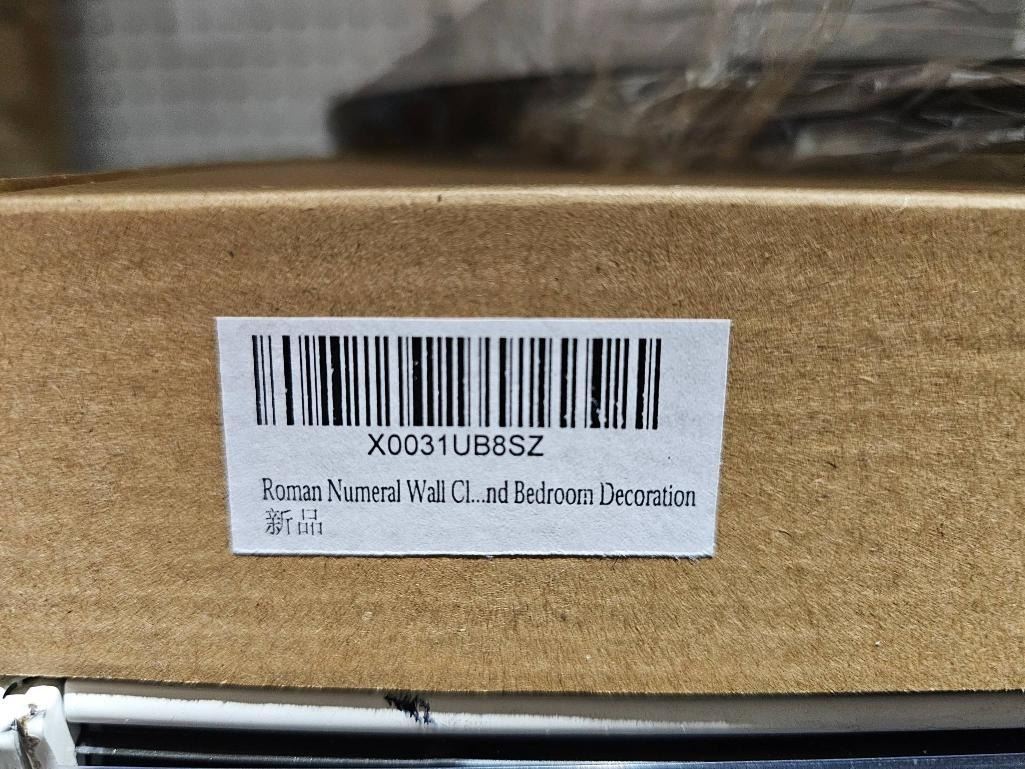 X0031UB8SZ
Roman Numeral Wall Cl...nd Bedroom Decoration
新品